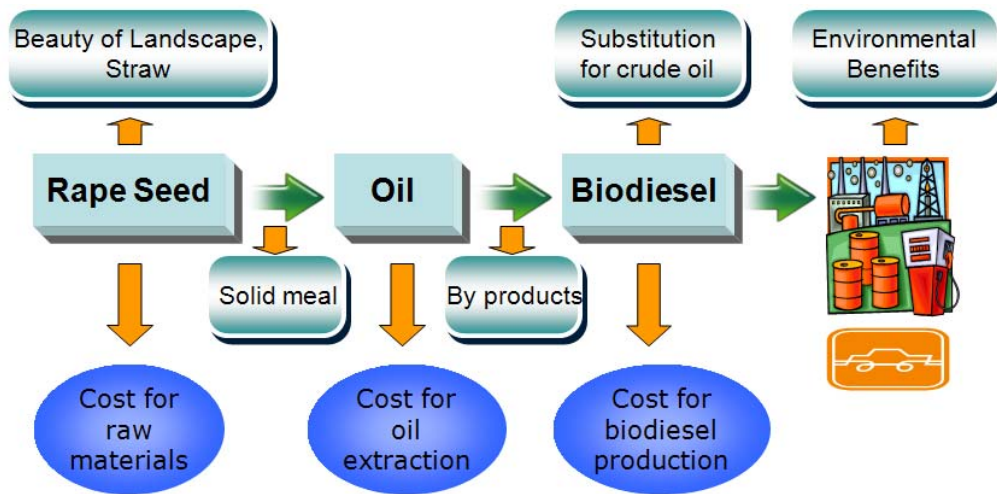 Beauty of Landscape,
Straw
Substitution
for crude oil
Environmental
Benefits
Rape Seed
Oil
Biodiesel
Solid meal
By products
Cost for
raw
materials
Cost for
oil
extraction
Cost for
biodiesel
production